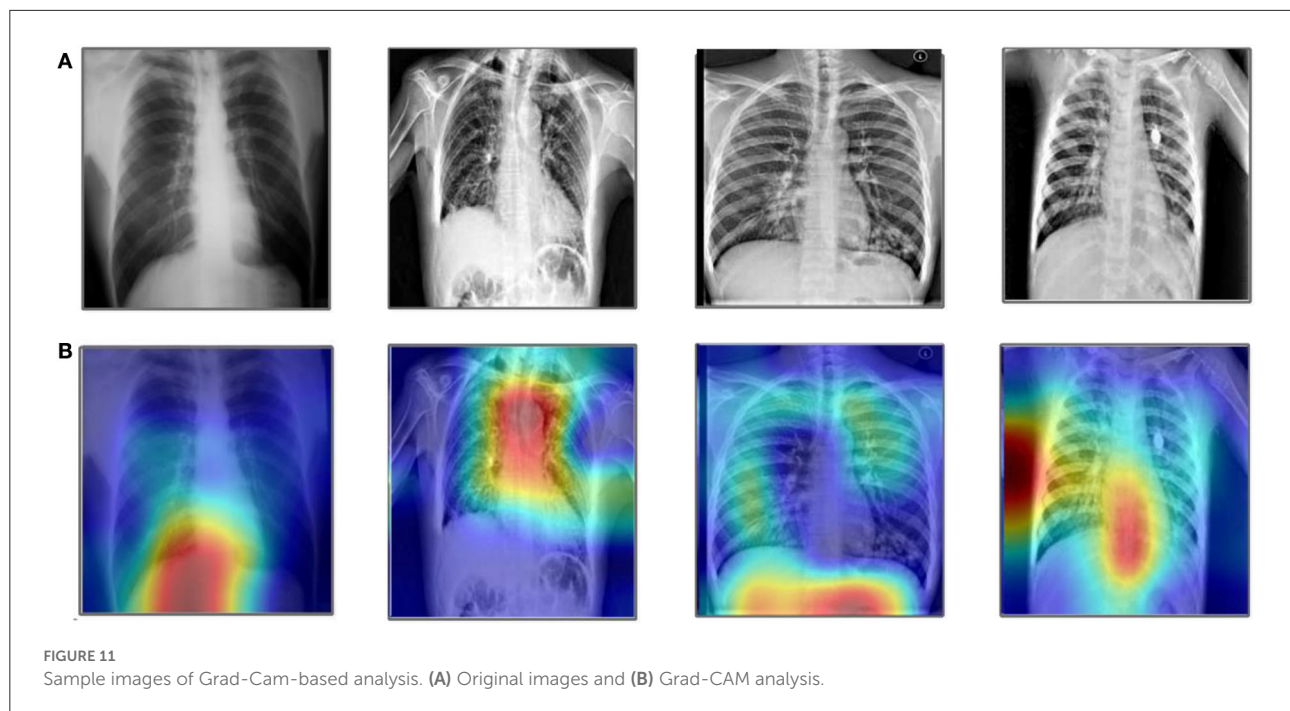 A
B
FIGURE 11
Sample images of Grad-Cam-based analysis. (A) Original images and (B) Grad-CAM analysis.